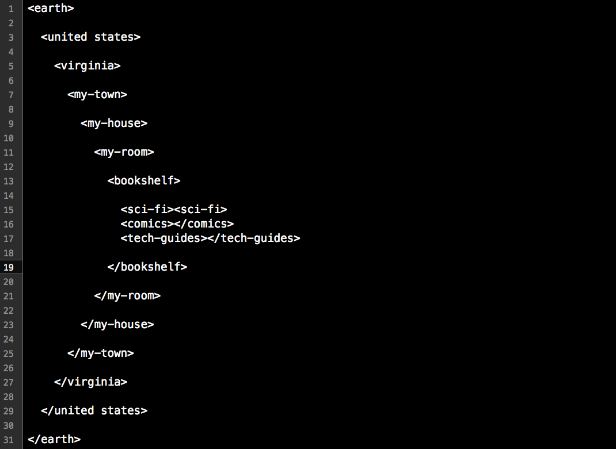 1 <earth>
2
3 <united states>
4
5 <virginia>
6
7 <my-town>
8
9 <my-house>
10
11 <my-room>
12
13 <bookshelf>
14
15 <sci-fi><sci-fi>
16 <comics></comics>
17 <tech-guides></tech-guides>
18
19 </bookshelf>
20
21 </my-room>
22
23 </my-house>
24
25 </my-town>
26
27 </virginia>
28
29 </united states>
30
31 </earth>